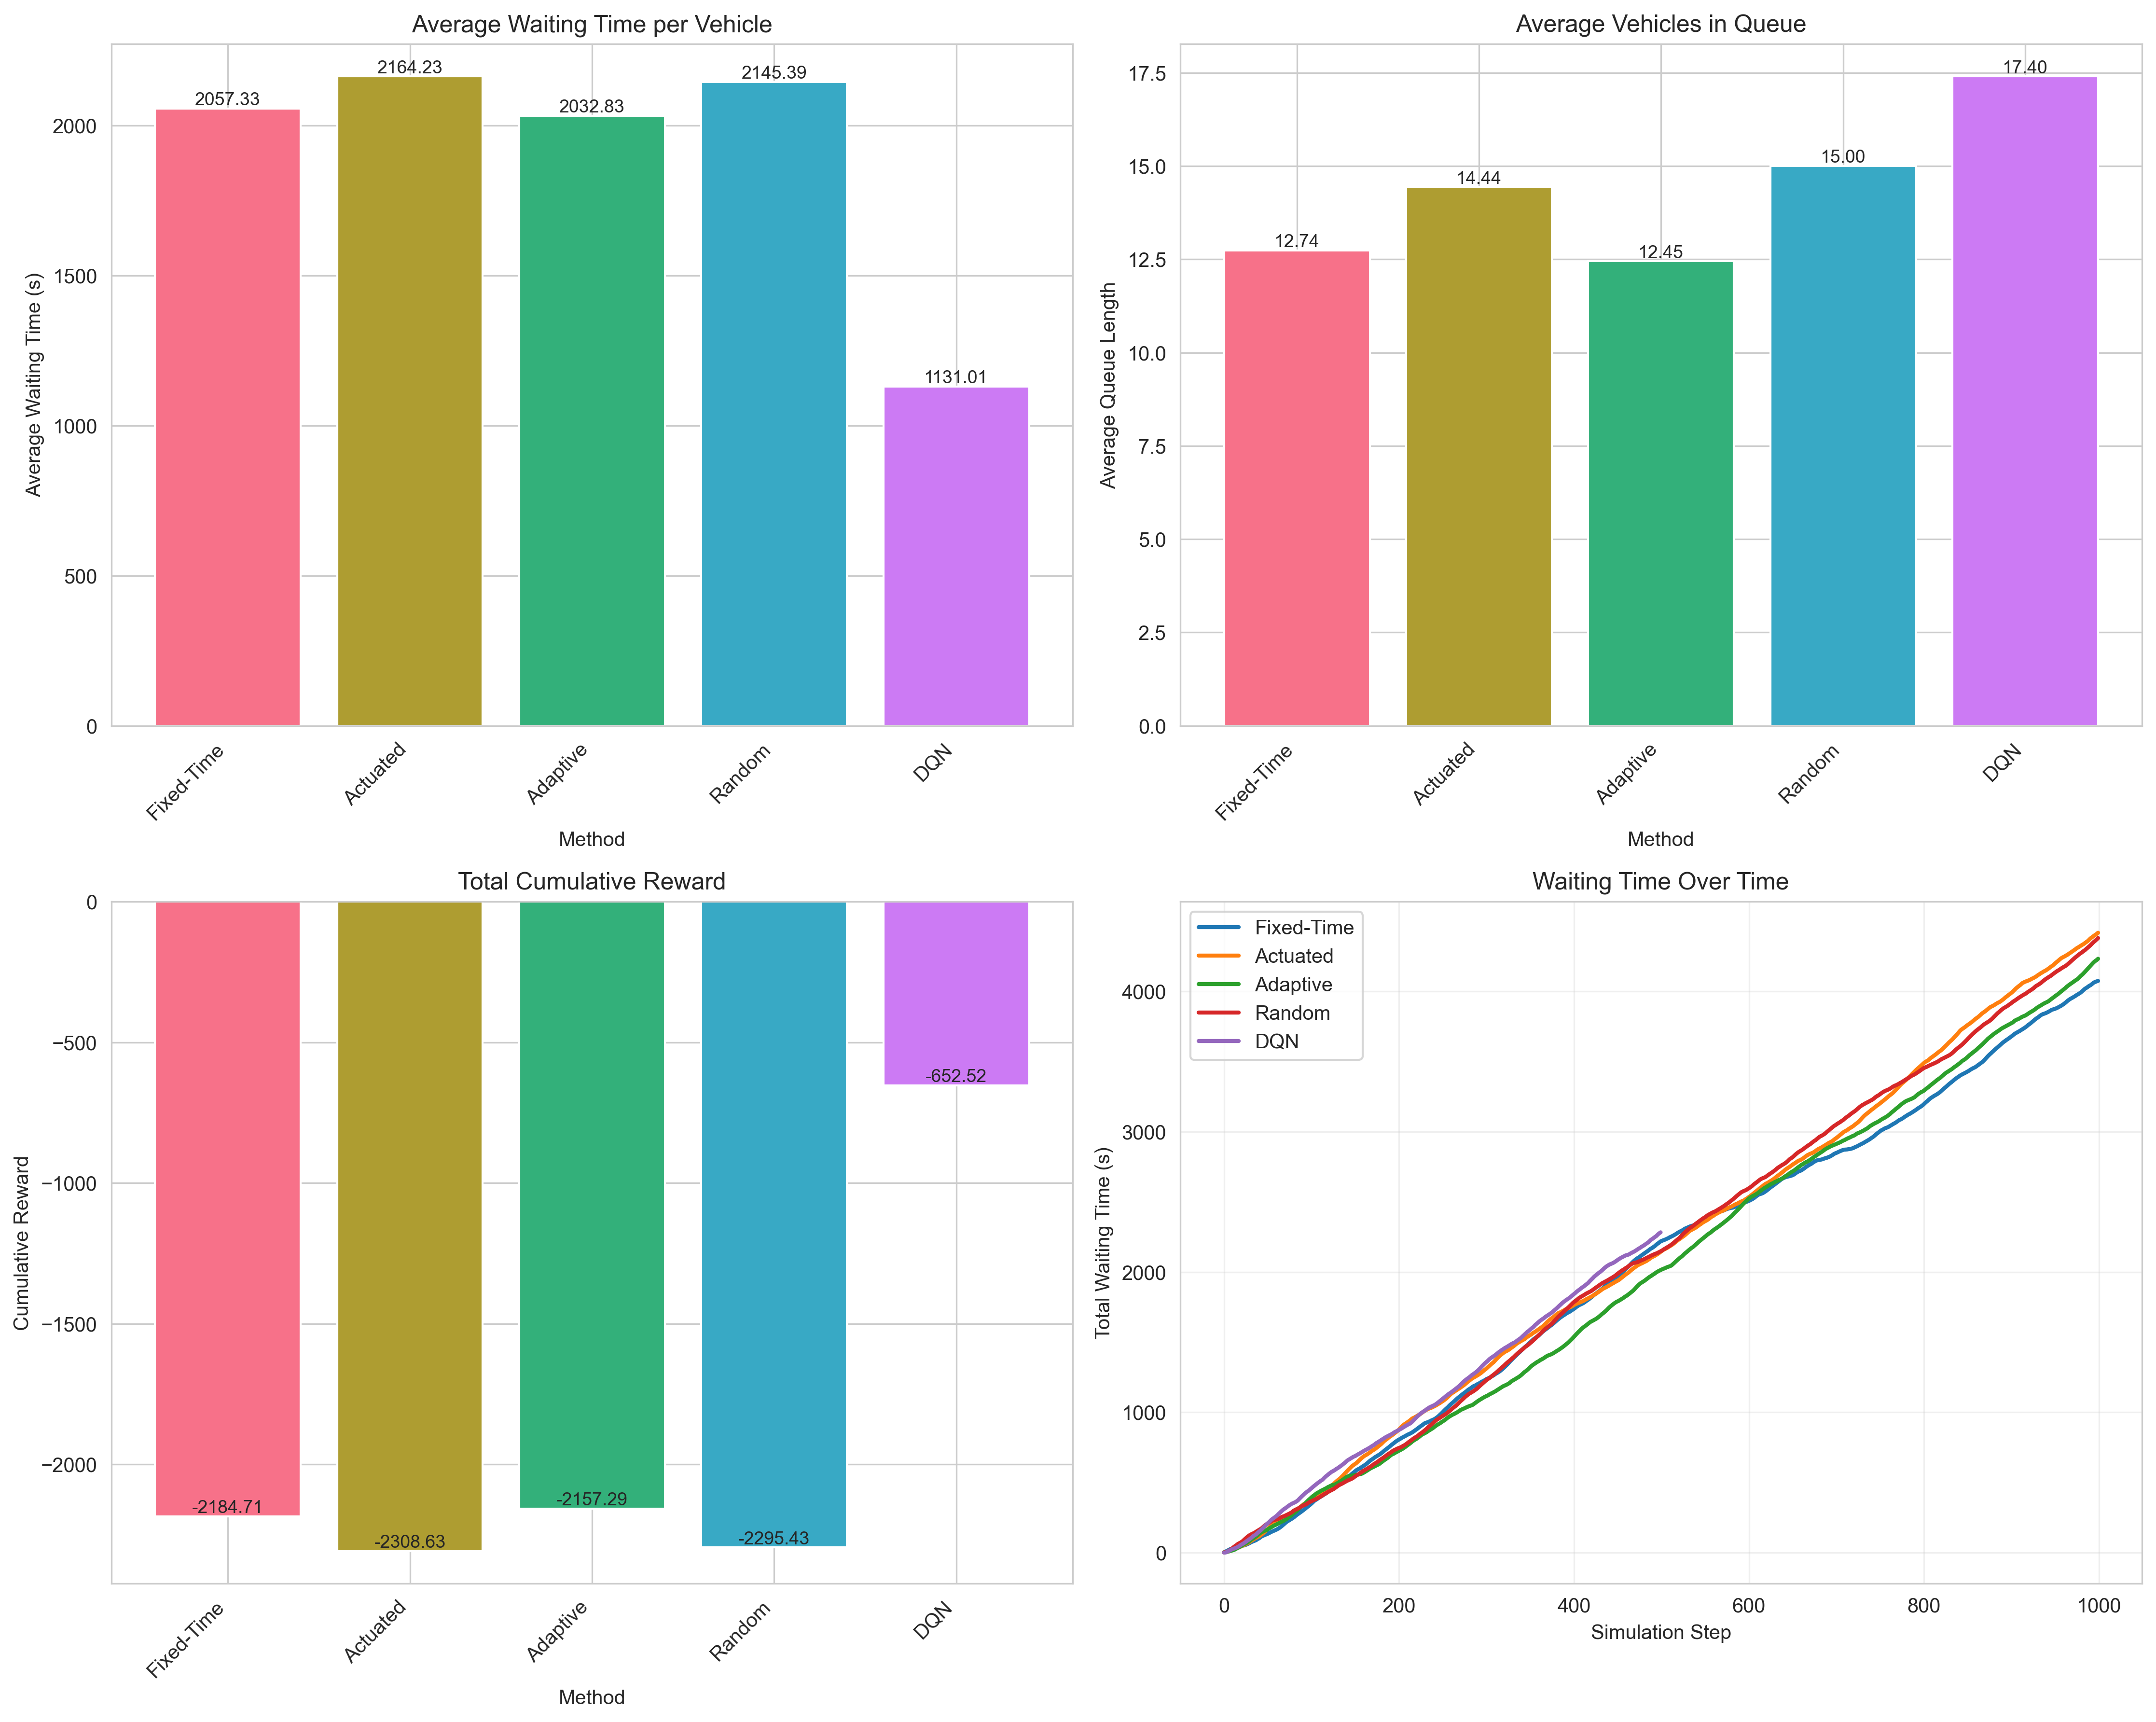 Average Waiting Time per Vehicle
Average Waiting Time (s)
2000
1500
1000
500
0
2057.33
2164.23
2032.83
2145.39
1131.01
Fixed-Time
Actuated
Adaptive
Random
DQN
Method
Average Vehicles in Queue
Average Queue Length
17.5
15.0
12.5
10.0
7.5
5.0
2.5
0.0
12.74
14.44
12.45
15.00
17.40
Fixed-Time
Actuated
Adaptive
Random
DQN
Method
Total Cumulative Reward
Cumulative Reward
0
−500
−1000
−1500
−2000
-2184.71
-2308.63
-2157.29
-2295.43
-652.52
Fixed-Time
Actuated
Adaptive
Random
DQN
Method
Waiting Time Over Time
Total Waiting Time (s)
4000
3000
2000
1000
0
Fixed-Time
Actuated
Adaptive
Random
DQN
0
200
400
600
800
1000
Simulation Step